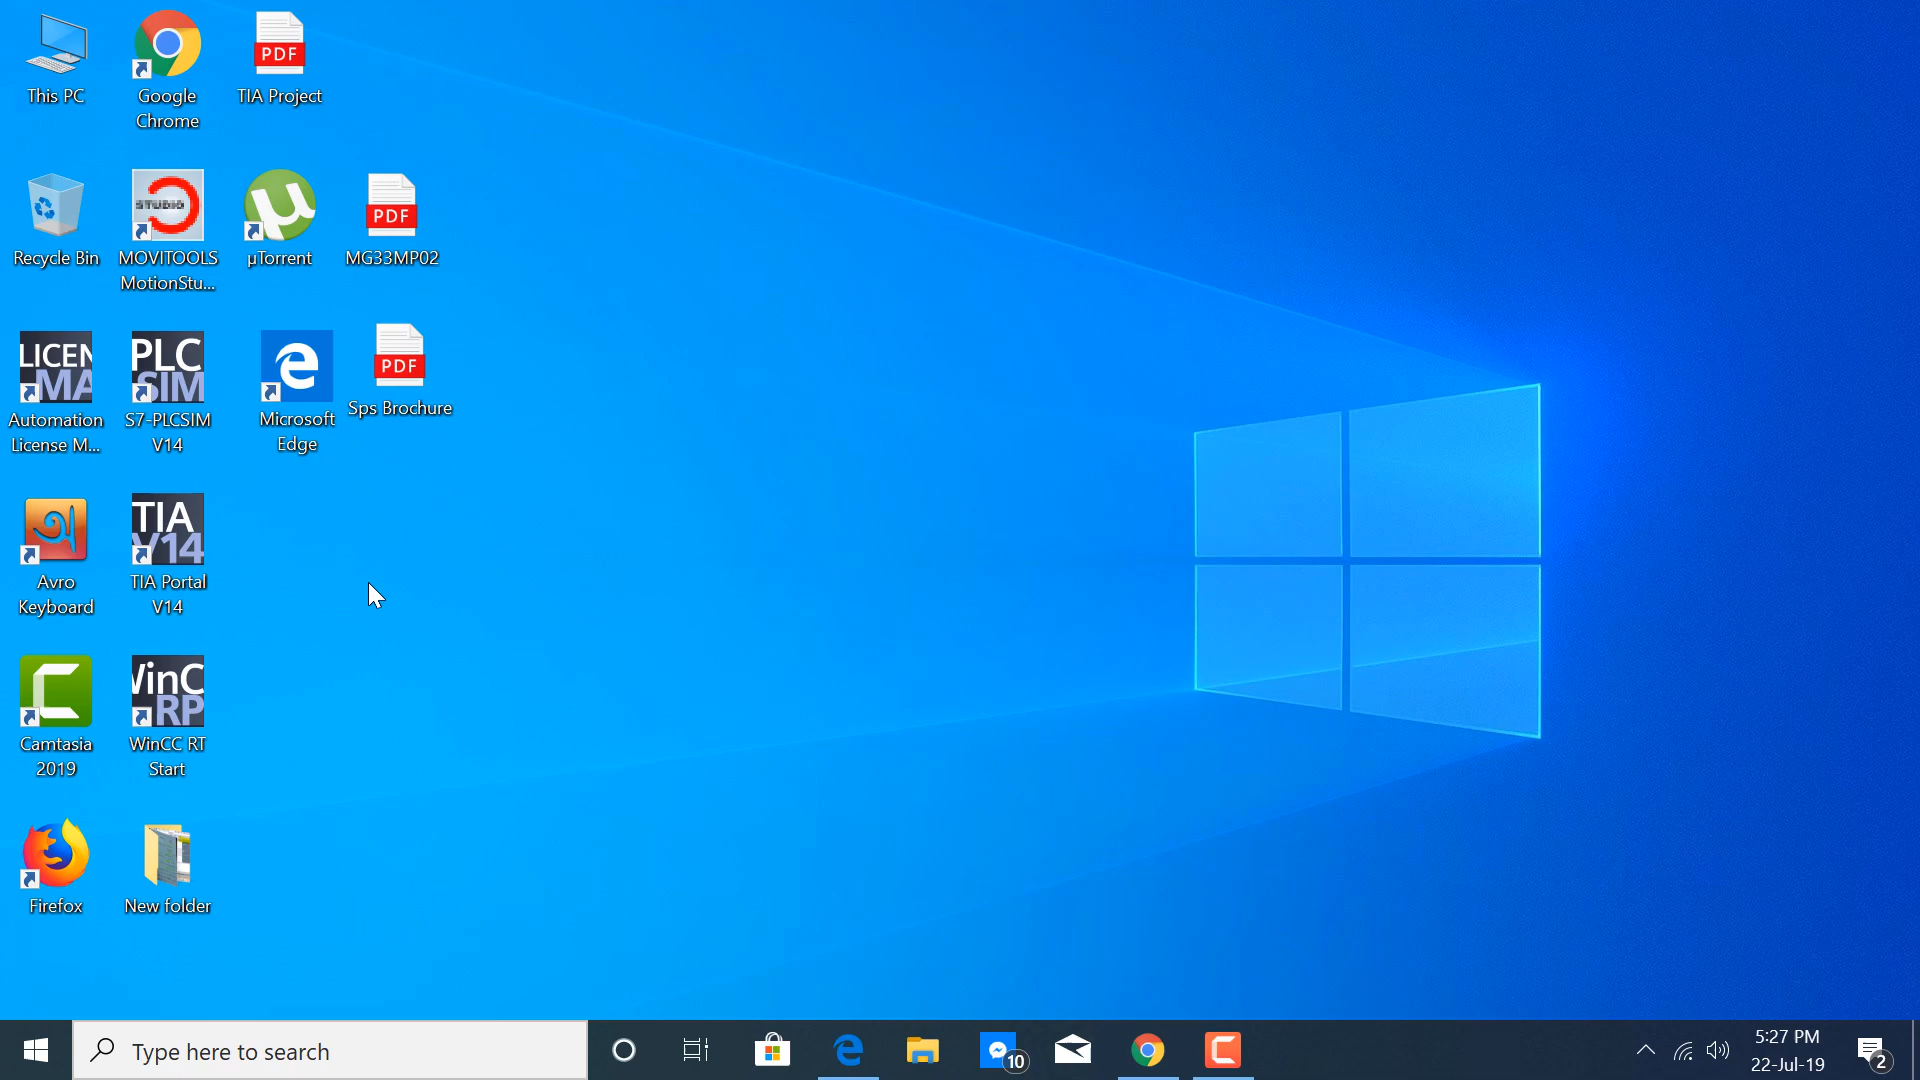 This PC
Google
Chrome
PDF
TIA Project
Recycle Bin
STUDIO
MOVITOOLS
MotionStu...
µ
µTorrent
PDF
MG33MP02
LICEN
MA
Automation
License M...
PLC
SIM
S7-PLCSIM
V14
Microsoft
Edge
PDF
Sps Brochure
অ
Avro
Keyboard
TIA
V14
TIA Portal
V14
Camtasia
2019
WinC
RP
WinCC RT
Start
Firefox
New folder
Type here to search
10
5:27 PM
22-Jul-19
2